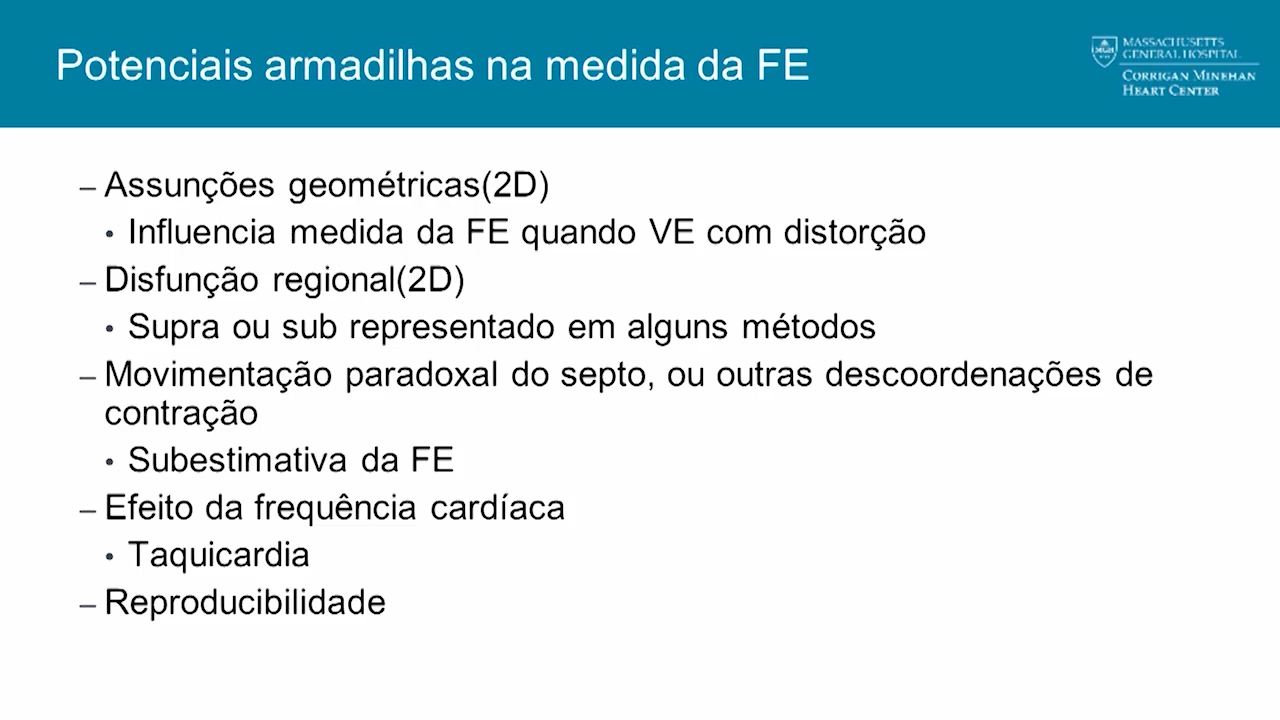 Potenciais armadilhas na medida da FE
MASSACHUSETTS
GENERAL HOSPITAL
CORRIGAN MINEHAN
HEART CENTER
– Assunções geométricas(2D)
• Influencia medida da FE quando VE com distorção
– Disfunção regional(2D)
• Supra ou sub representado em alguns métodos
– Movimentação paradoxal do septo, ou outras descoordenações de
contração
• Subestimativa da FE
– Efeito da frequência cardíaca
• Taquicardia
– Reproducibilidade